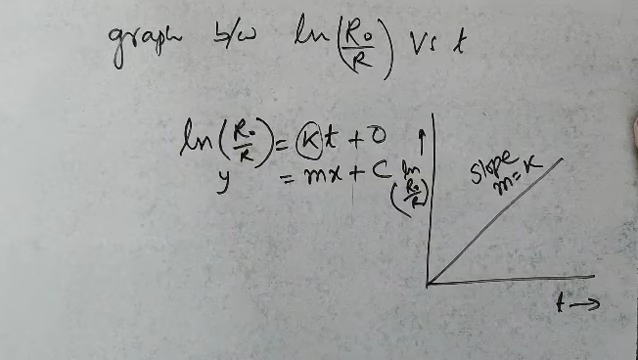 graph b/w ln(R₀/R) Vs t
ln(R₀/R) = Kt + 0
y = mx + C
ln(R₀/R)
slope
m=K
t →